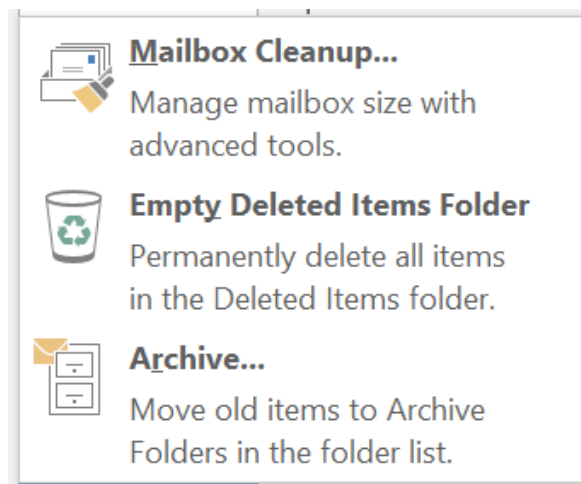 Mailbox Cleanup...
Manage mailbox size with
advanced tools.
Empty Deleted Items Folder
Permanently delete all items
in the Deleted Items folder.
Archive...
Move old items to Archive
Folders in the folder list.